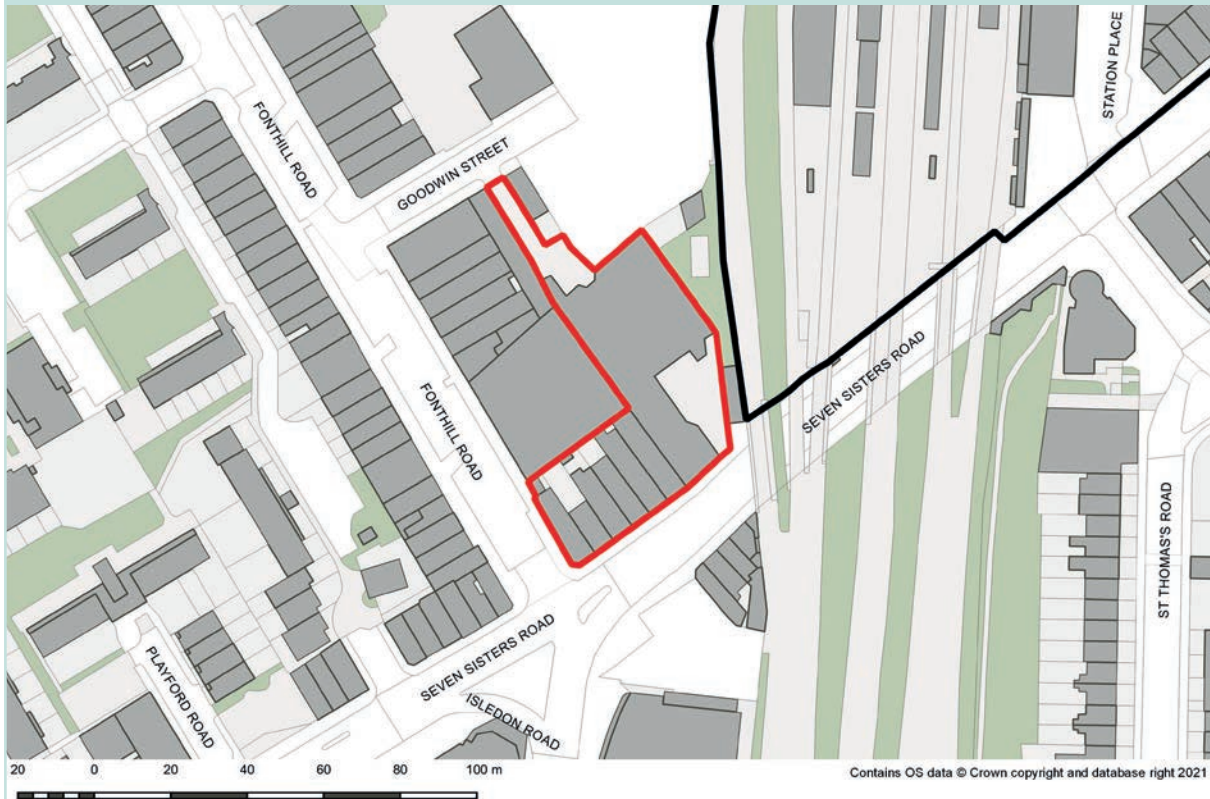 STATION PLACE
FONTHILL ROAD
GOODWIN STREET
SEVEN SISTERS ROAD
FONTHILL ROAD
ST THOMAS'S ROAD
SEVEN SISTERS ROAD
PLAYFORD ROAD
ISLEDON ROAD
20 0 20 40 60 80 100 m
Contains OS data © Crown copyright and database right 2021